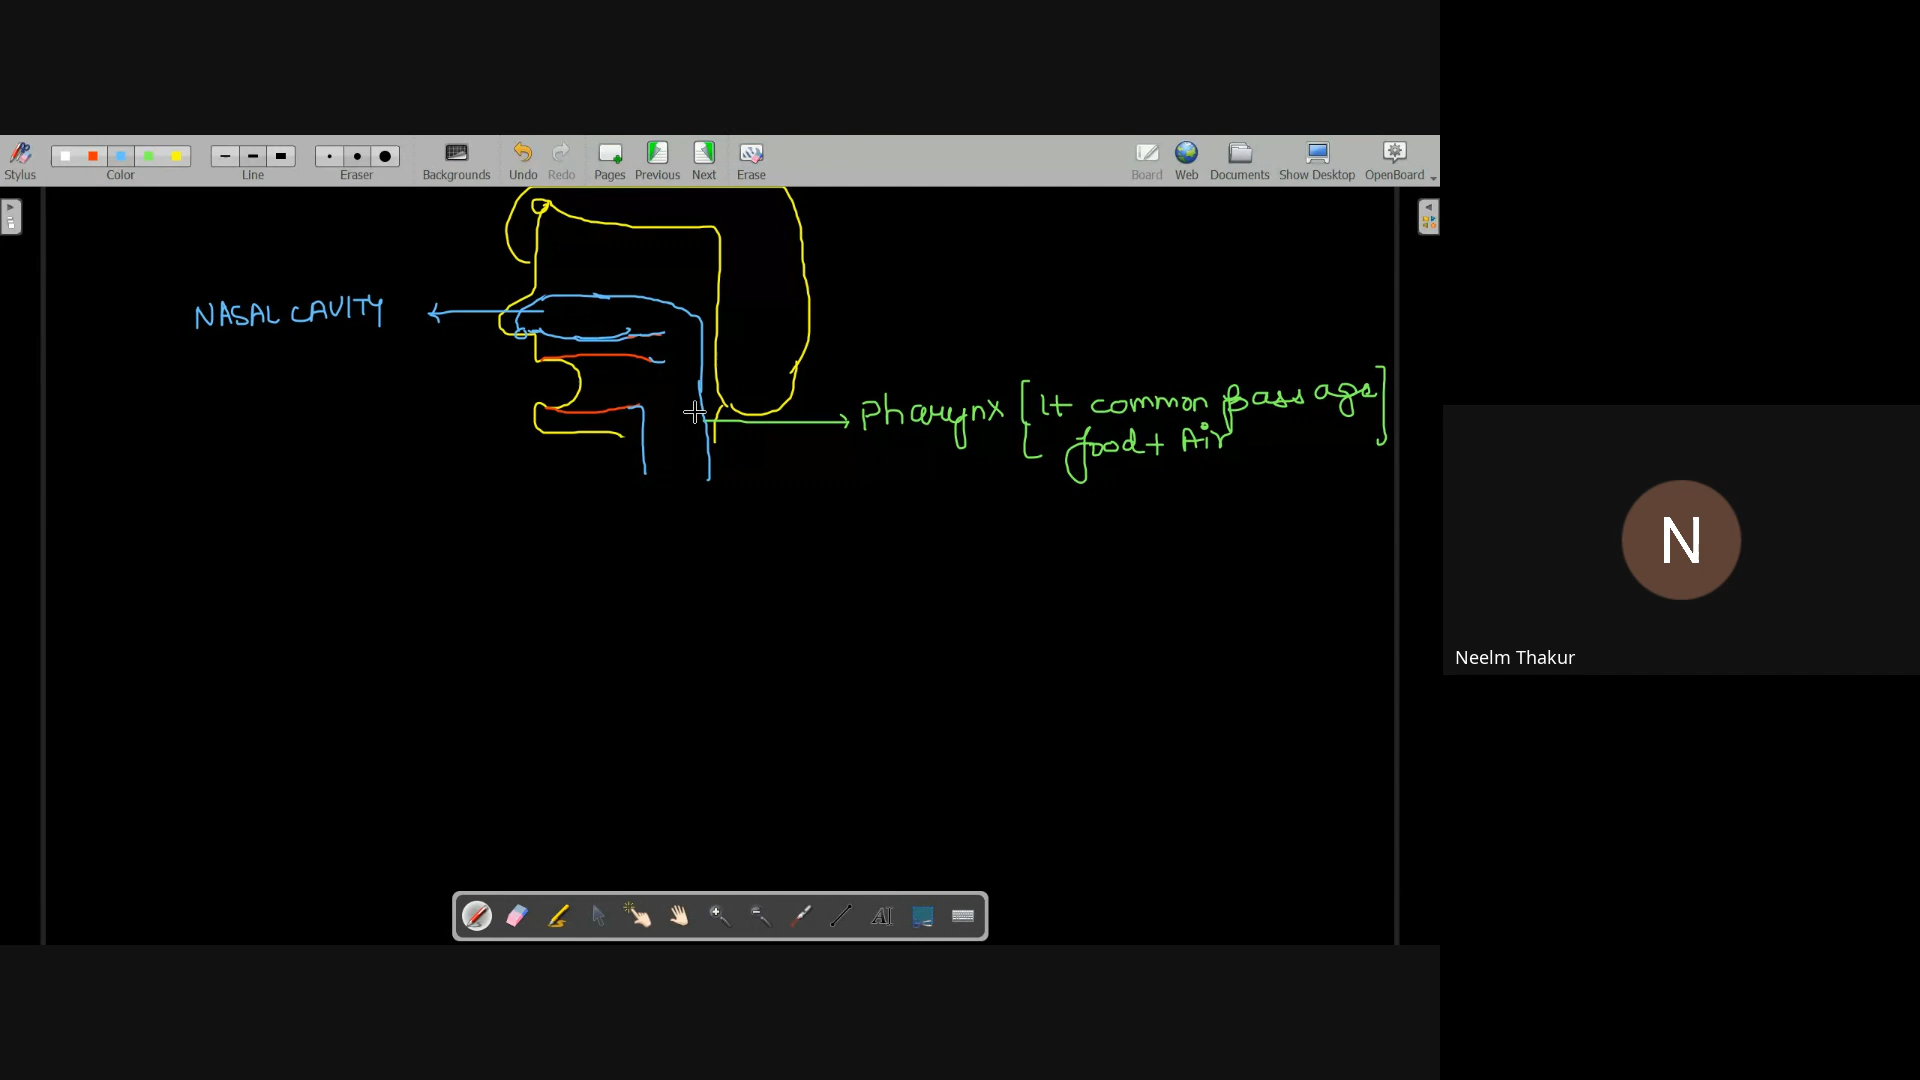 Stylus
Color
Line
Eraser
Backgrounds
Undo
Redo
Pages
Previous
Next
Erase
Board
Web
Documents
Show Desktop
OpenBoard
NASAL CAVITY
Pharynx [It common passage
food + Air]
N
Neelm Thakur